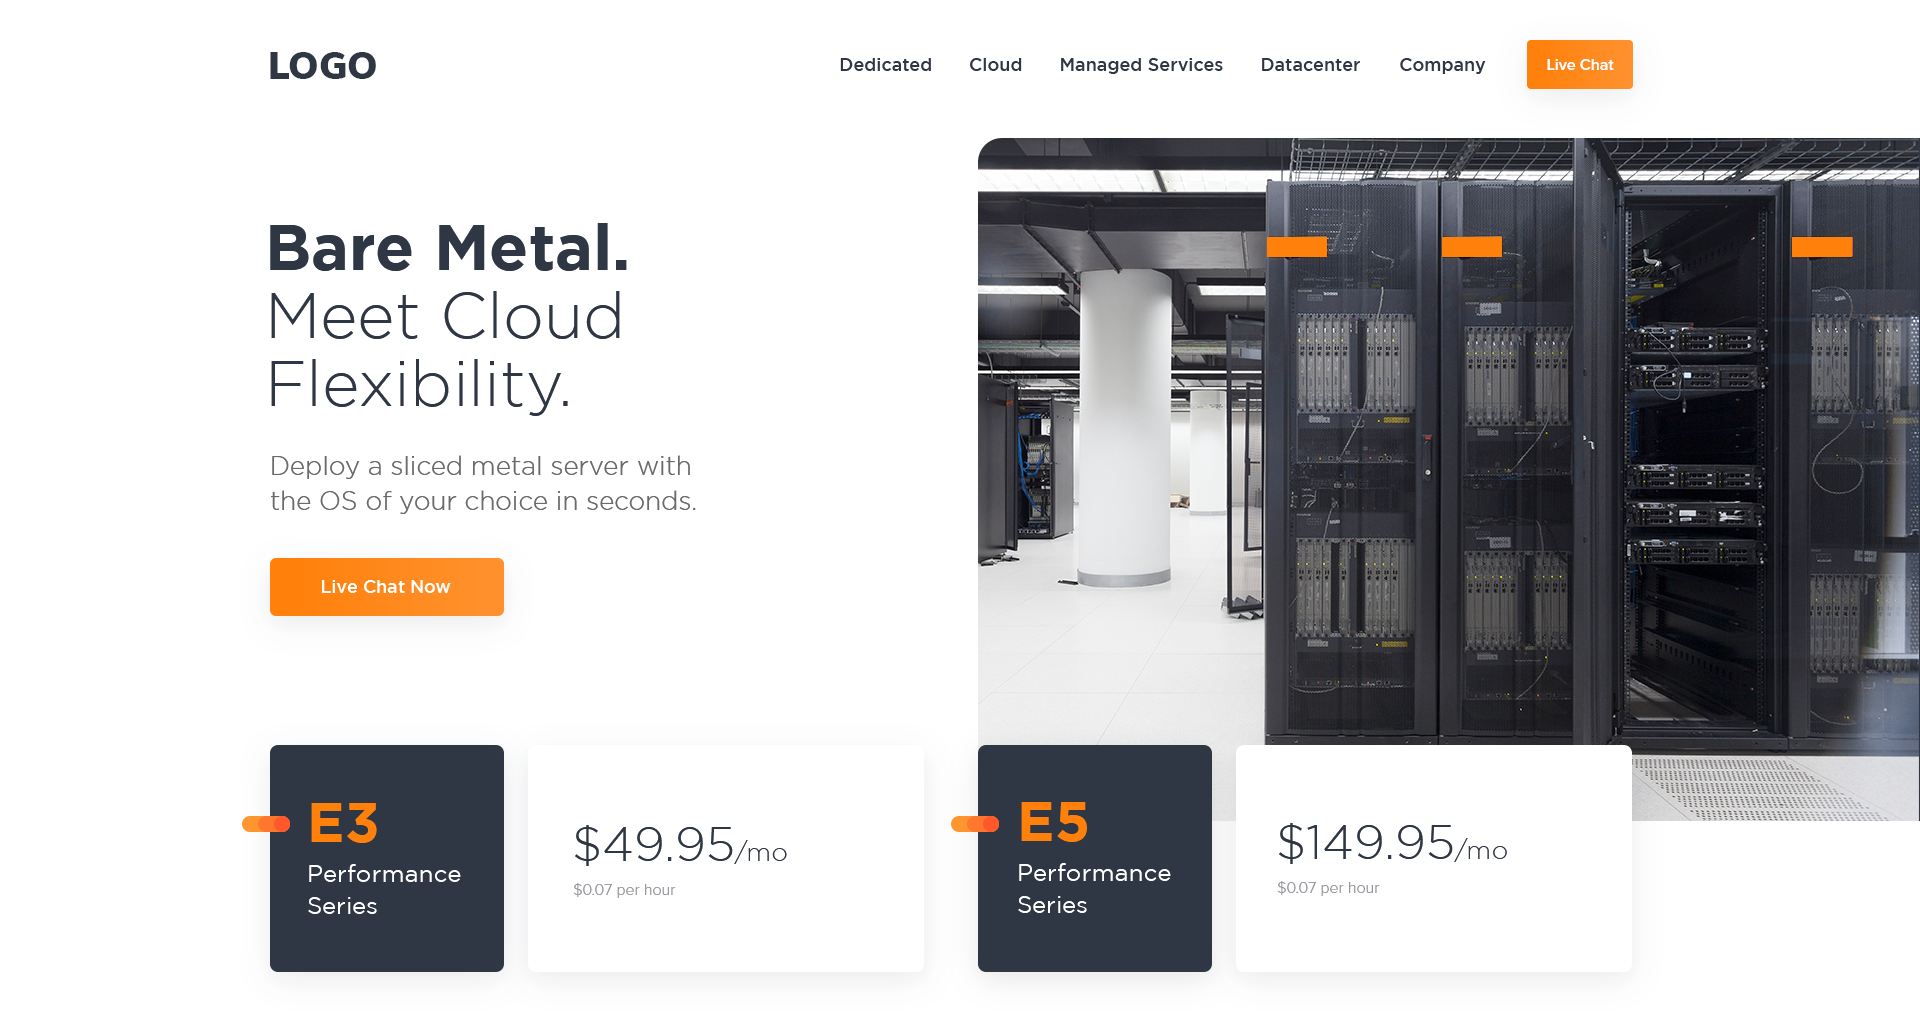 LOGO
Dedicated
Cloud
Managed Services
Datacenter
Company
Live Chat
Bare Metal.
Meet Cloud
Flexibility.
Deploy a sliced metal server with
the OS of your choice in seconds.
Live Chat Now
E3
Performance
Series
$49.95/mo
$0.07 per hour
E5
Performance
Series
$149.95/mo
$0.07 per hour